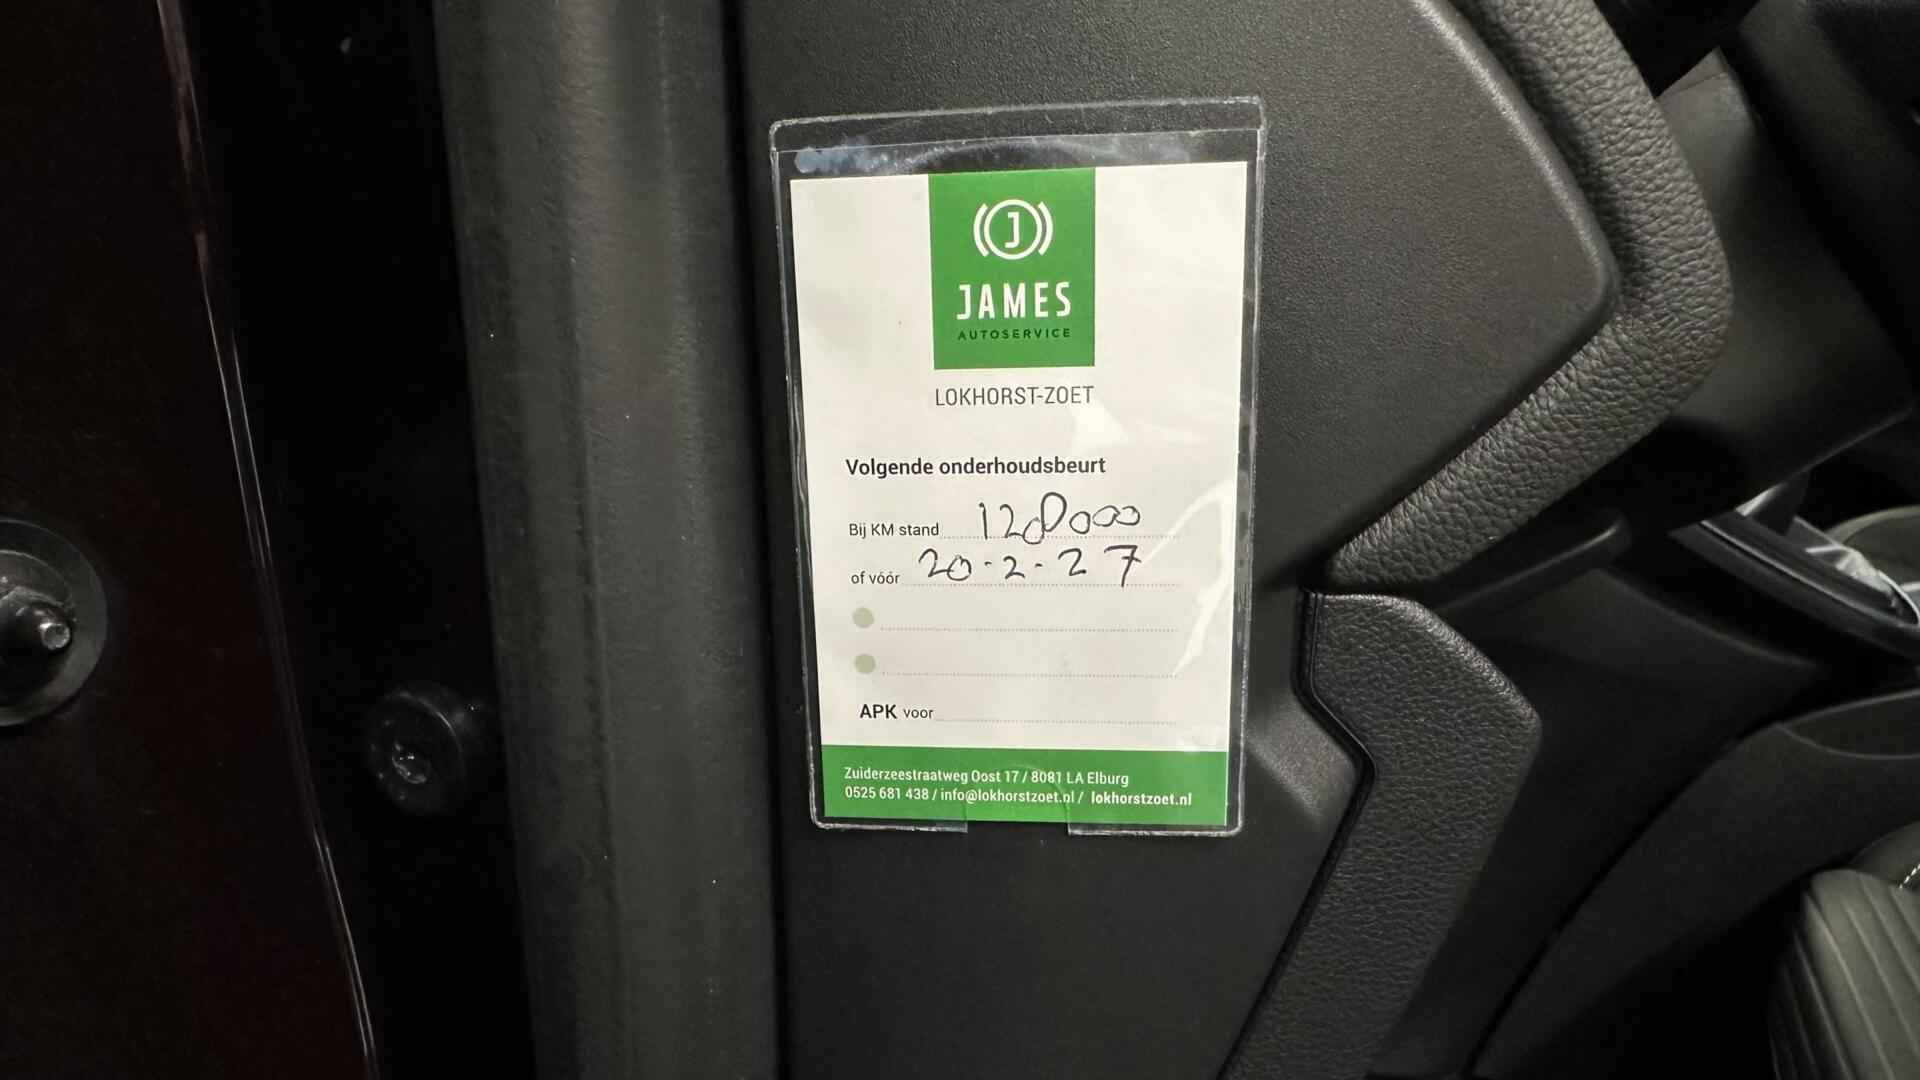 J
JAMES
AUTOSERVICE
LOKHORST-ZOET
Volgende onderhoudsbeurt
Bij KM stand
of vóór 20-2-27
APK voor
Zuiderzeestraatweg Oost 17 / 8081 LA Elburg
0525 681 438 / info@lokhorstzoet.nl / lokhorstzoet.nl